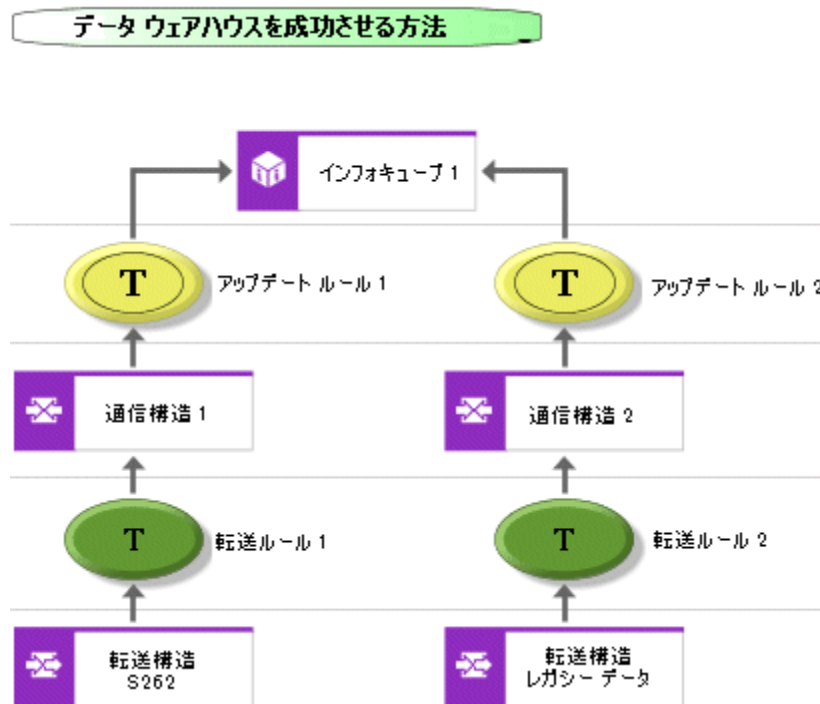 データ ウェアハウスを成功させる方法
インフォキューブ 1
T
アップデート ルール 1
T
アップデート ルール 2
通信構造 1
通信構造 2
T
転送ルール 1
T
転送ルール 2
転送構造
S262
転送構造
レガシー データ